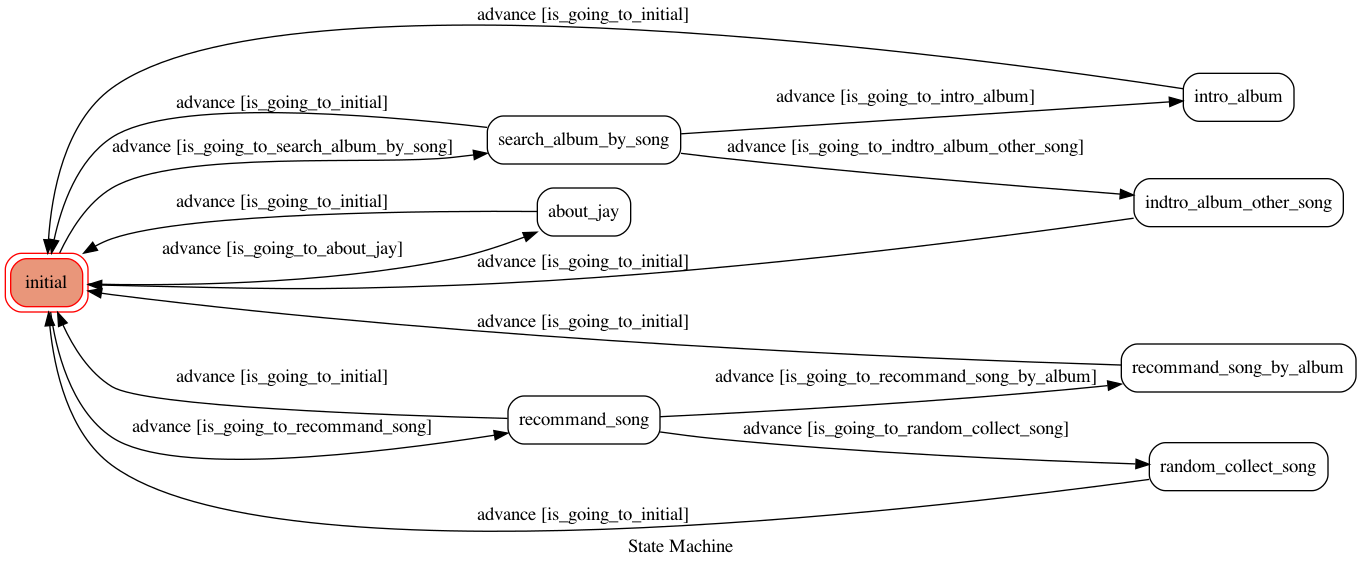 advance [is_going_to_initial]
advance [is_going_to_initial]
advance [is_going_to_intro_album]
intro_album
advance [is_going_to_search_album_by_song]
search_album_by_song
advance [is_going_to_indtro_album_other_song]
advance [is_going_to_initial]
about_jay
indtro_album_other_song
advance [is_going_to_about_jay]
advance [is_going_to_initial]
initial
advance [is_going_to_initial]
advance [is_going_to_initial]
advance [is_going_to_recommand_song_by_album]
recommand_song_by_album
advance [is_going_to_recommand_song]
recommand_song
advance [is_going_to_random_collect_song]
random_collect_song
advance [is_going_to_initial]
State Machine